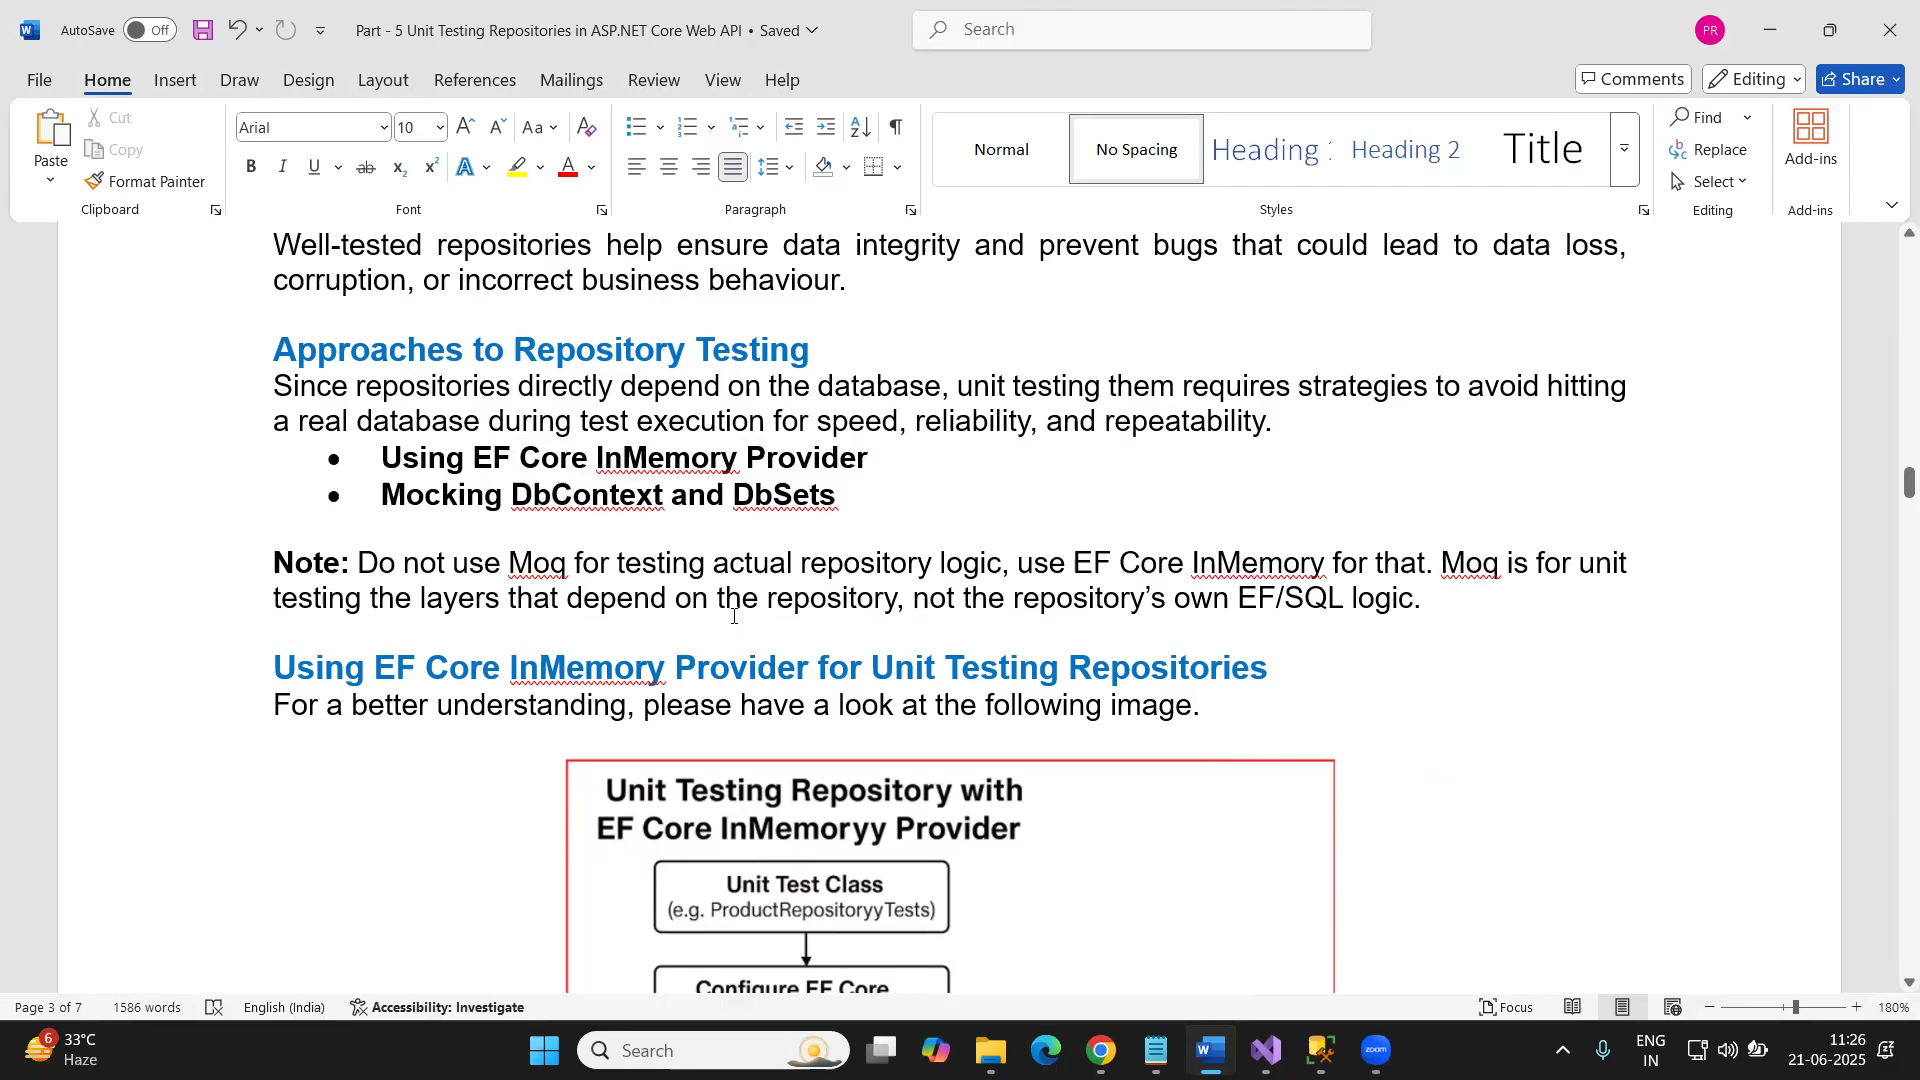 AutoSave Off Part - 5 Unit Testing Repositories in ASP.NET Core Web API • Saved Search PR
File Home Insert Draw Design Layout References Mailings Review View Help Comments Editing Share
Paste Cut Copy Format Painter
Arial 10
Normal No Spacing Heading Heading 2 Title
Find Replace Select
Add-ins
Clipboard Font Paragraph Styles Editing Add-ins
Well-tested repositories help ensure data integrity and prevent bugs that could lead to data loss,
corruption, or incorrect business behaviour.
Approaches to Repository Testing
Since repositories directly depend on the database, unit testing them requires strategies to avoid hitting
a real database during test execution for speed, reliability, and repeatability.
• Using EF Core InMemory Provider
• Mocking DbContext and DbSets
Note: Do not use Moq for testing actual repository logic, use EF Core InMemory for that. Moq is for unit
testing the layers that depend on the repository, not the repository’s own EF/SQL logic.
Using EF Core InMemory Provider for Unit Testing Repositories
For a better understanding, please have a look at the following image.
Unit Testing Repository with
EF Core InMemoryy Provider
Unit Test Class
(e.g. ProductRepositoryyTests)
Configure EF Core
Page 3 of 7 1586 words English (India) Accessibility: Investigate Focus 180%
6 33°C
Haze
Search
zoom
ENG
IN
11:26
21-06-2025